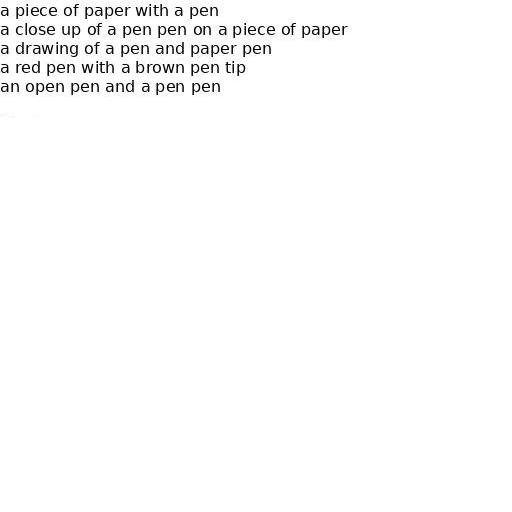 a piece of paper with a pen
a close up of a pen pen on a piece of paper
a drawing of a pen and paper pen
a red pen with a brown pen tip
an open pen and a pen pen